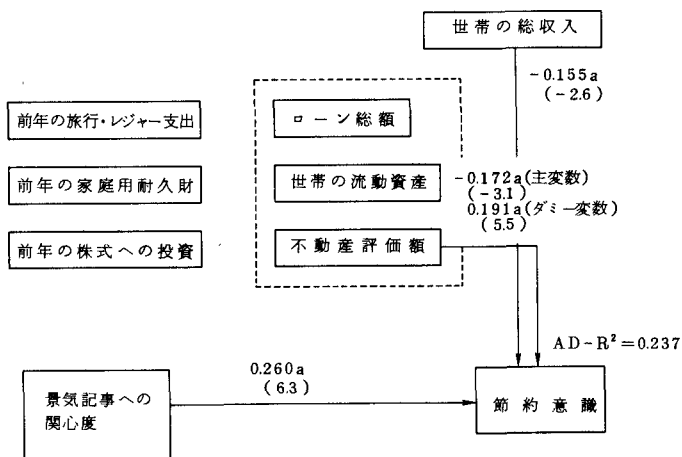 世帯の総収入
-0.155a
(-2.6)
前年の旅行・レジャー支出
ローン総額
前年の家庭用耐久財
世帯の流動資産
-0.172a(主変数)
(-3.1)
0.191a(ダミー変数)
(5.5)
前年の株式への投資
不動産評価額
AD-R²=0.237
0.260a
(6.3)
景気記事への
関心度
節約意識